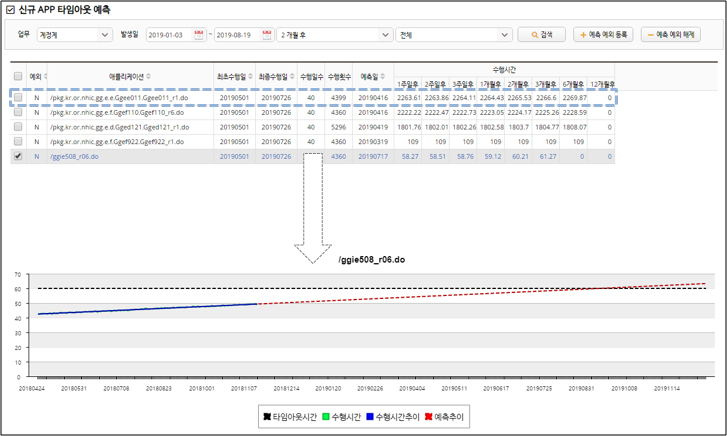 신규 APP 타임아웃 예측
업무 계정계 발생일 2019-01-03 ~ 2019-08-19 2 개월 후 전체 검색 + 예측 예외 등록 − 예측 예외 해제
예외 애플리케이션 최초수행일 최종수행일 수행일수 수행횟수 예측일 수행시간
1주일후 2주일후 3주일후 1개월후 2개월후 3개월후 6개월후 12개월후
N /pkg.kr.or.nhic.gg.e.e.Ggee011.Ggee011_r1.do 20190501 20190726 40 4399 20190416 2263.61 2263.86 2264.11 2264.43 2265.53 2266.6 2269.87 0
N /pkg.kr.or.nhic.gg.e.f.Ggef110.Ggef110_r6.do 20190501 20190726 40 4360 20190416 2222.22 2222.47 2222.73 2223.05 2224.17 2225.26 2228.59 0
N /pkg.kr.or.nhic.gg.e.d.Gged121.Gged121_r1.do 20190501 20190726 40 5296 20190419 1801.76 1802.01 1802.26 1802.58 1803.7 1804.77 1808.07 0
N /pkg.kr.or.nhic.gg.e.f.Ggef922.Ggef922_r1.do 20190501 20190726 40 4360 20190319 109 109 109 109 109 109 109 0
N /ggie508_r06.do 20190501 20190726 40 4360 20190717 58.27 58.51 58.76 59.12 60.21 61.27 0 0
/ggie508_r06.do
70
60
50
40
30
20
10
0
20180424 20180531 20180708 20180823 20181001 20181107 20181214 20190120 20190226 20190404 20190511 20190617 20190725 20190831 20191008 20191114
타임아웃시간 수행시간 수행시간추이 예측추이